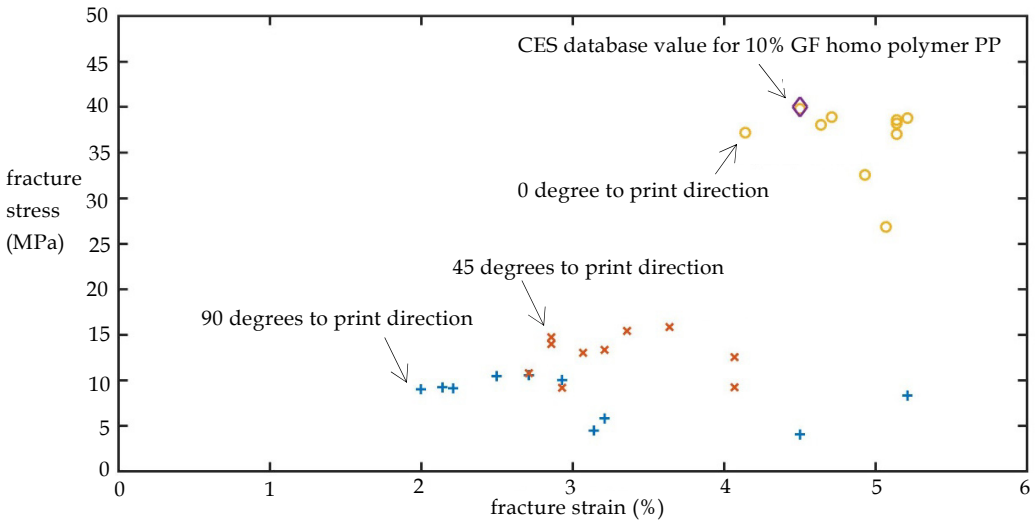 50
45
40
35
30
25
20
15
10
5
0
fracture
stress
(MPa)
CES database value for 10% GF homo polymer PP
0 degree to print direction
45 degrees to print direction
90 degrees to print direction
0
1
2
3
4
5
6
fracture strain (%)